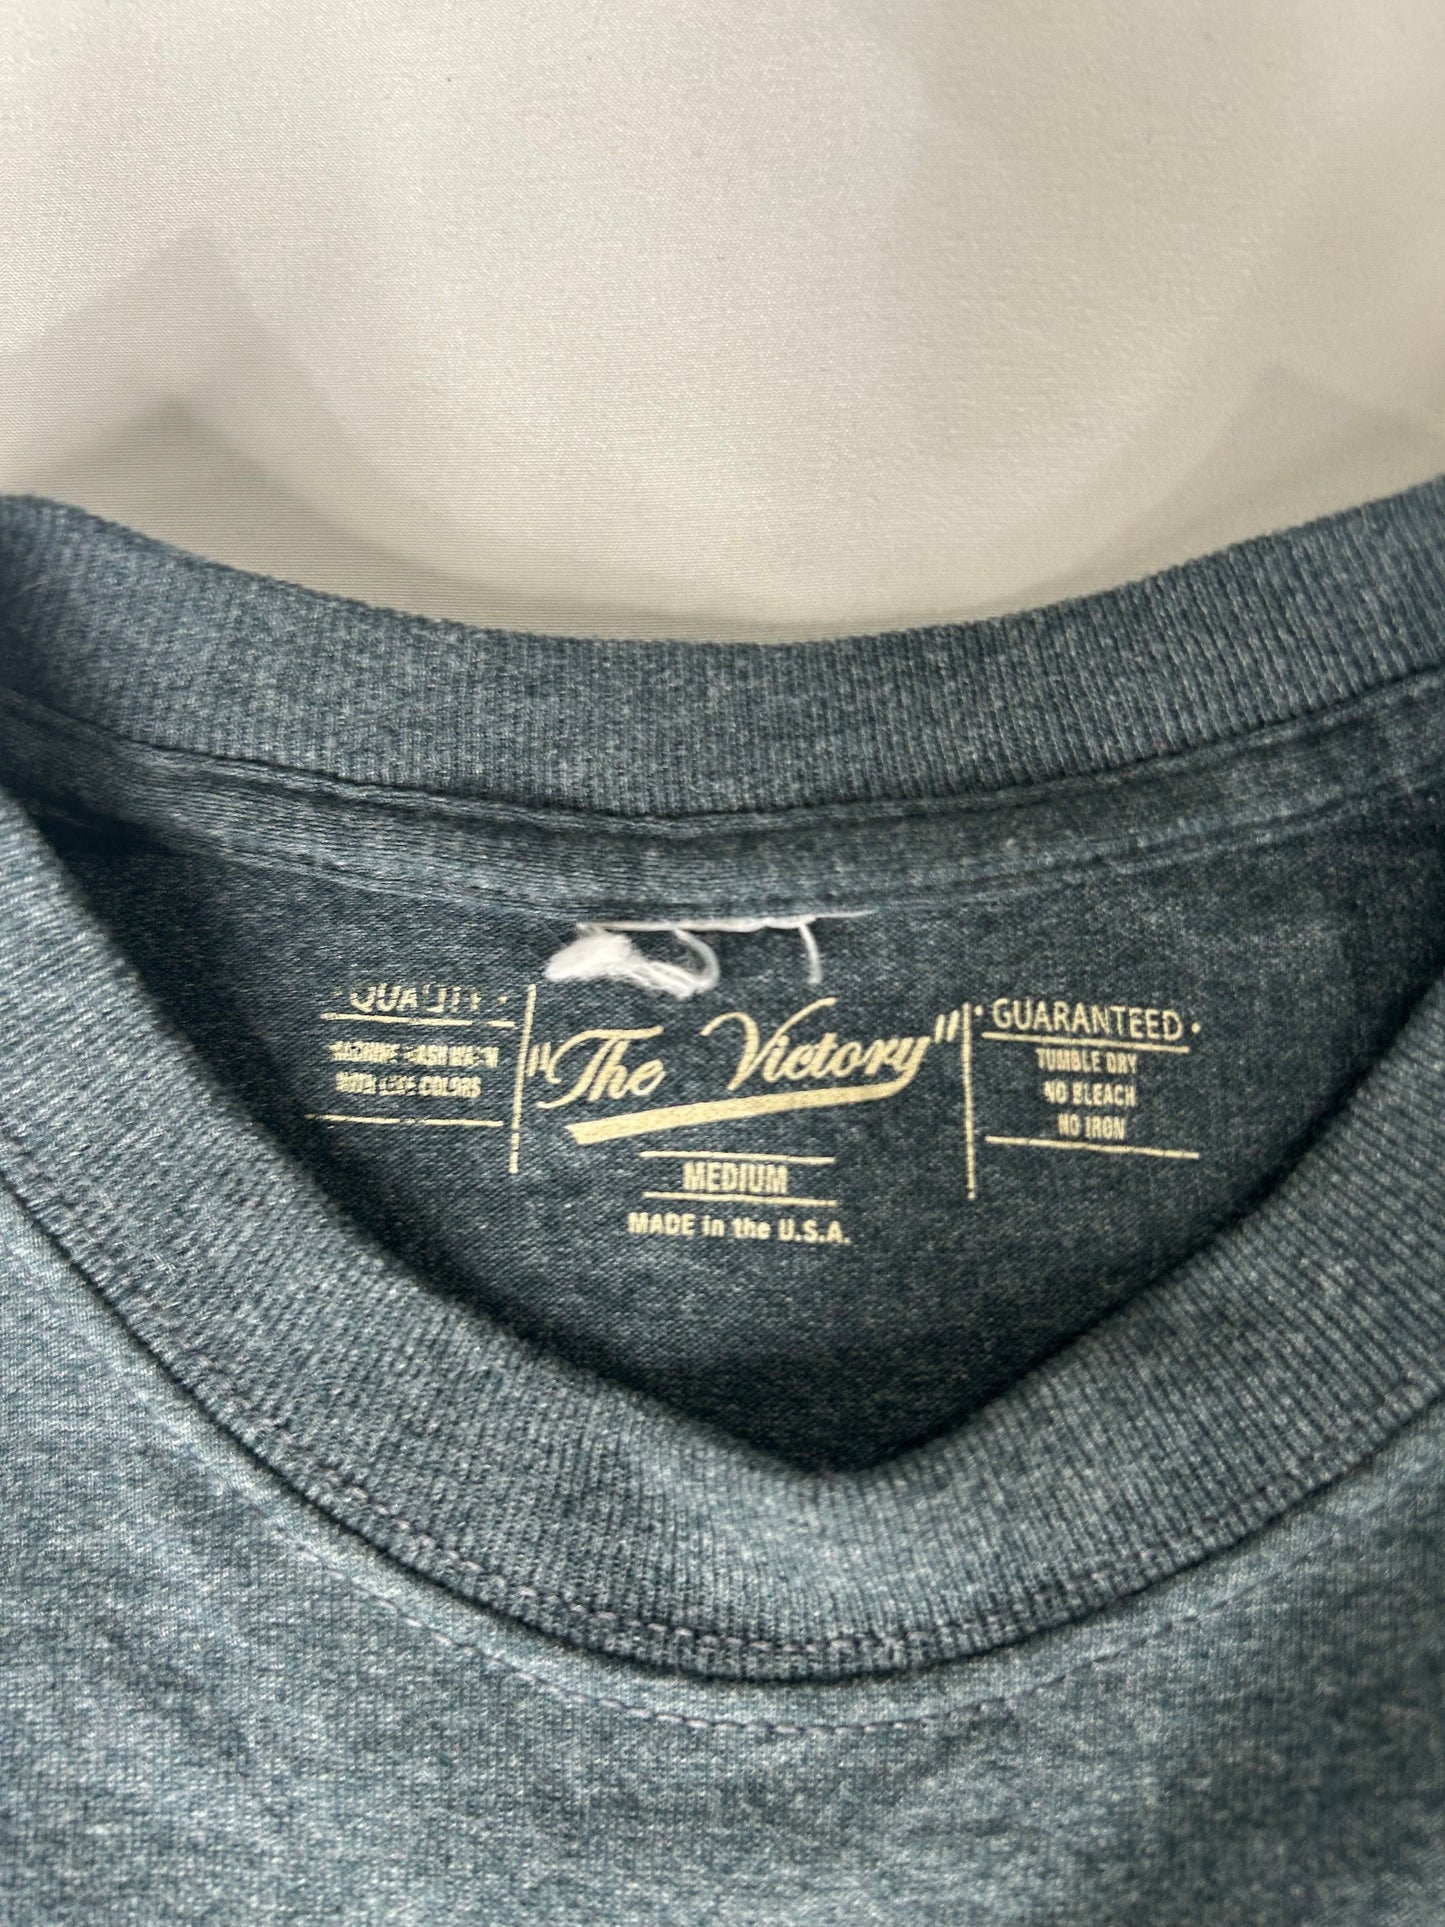 · QUALITY ·
MACHINE WASH WARM
WITH LIKE COLORS
"The Victory"
MEDIUM
MADE in the U.S.A.
· GUARANTEED ·
TUMBLE DRY
NO BLEACH
NO IRON